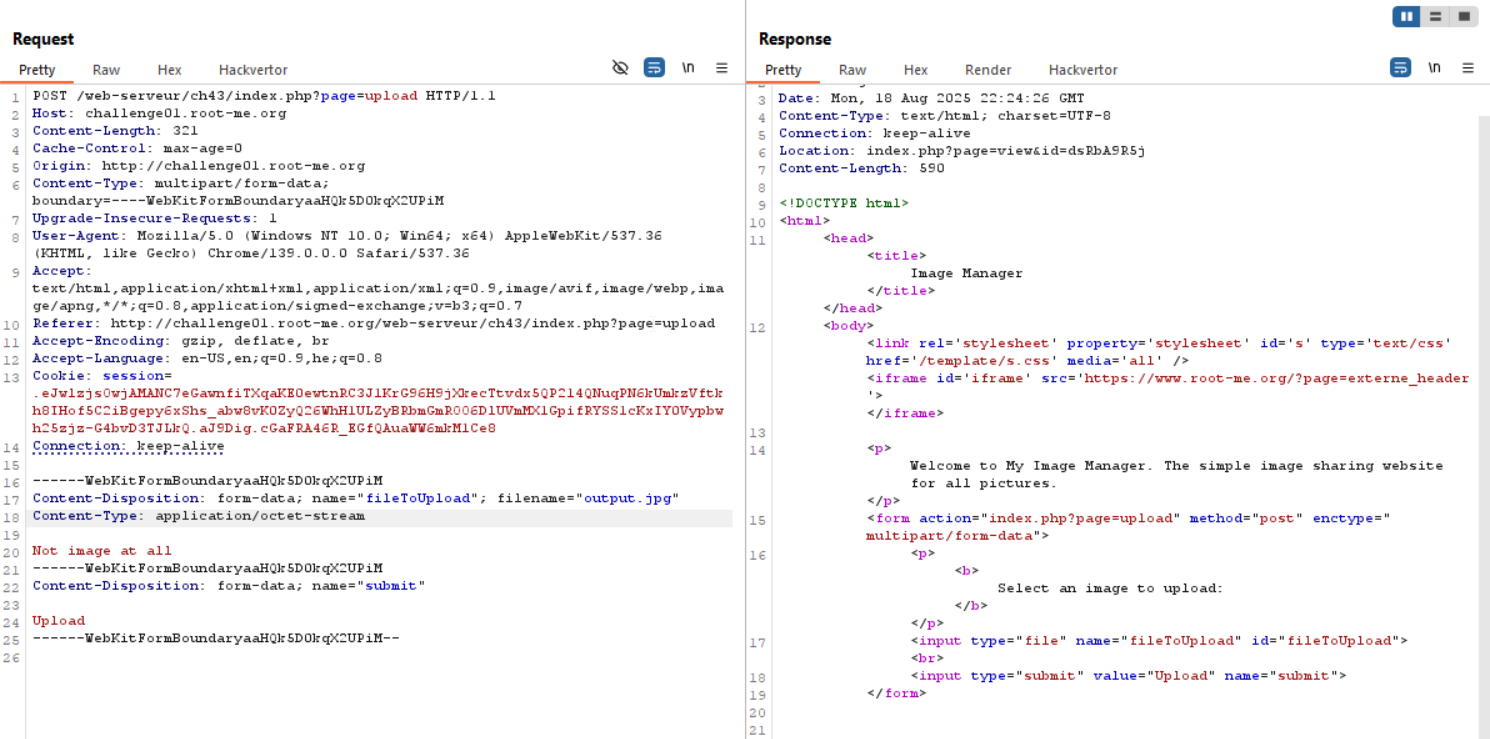 Request
Pretty Raw Hex Hackvertor \n
1 POST /web-serveur/ch43/index.php?page=upload HTTP/1.1
2 Host: challenge01.root-me.org
3 Content-Length: 321
4 Cache-Control: max-age=0
5 Origin: http://challenge01.root-me.org
6 Content-Type: multipart/form-data;
boundary=----WebKitFormBoundaryaaHQk5D0kqX2UPiM
7 Upgrade-Insecure-Requests: 1
8 User-Agent: Mozilla/5.0 (Windows NT 10.0; Win64; x64) AppleWebKit/537.36
(KHTML, like Gecko) Chrome/139.0.0.0 Safari/537.36
9 Accept:
text/html,application/xhtml+xml,application/xml;q=0.9,image/avif,image/webp,ima
ge/apng,*/*;q=0.8,application/signed-exchange;v=b3;q=0.7
10 Referer: http://challenge01.root-me.org/web-serveur/ch43/index.php?page=upload
11 Accept-Encoding: gzip, deflate, br
12 Accept-Language: en-US,en;q=0.9,he;q=0.8
13 Cookie: session=
14 Connection: keep-alive
15
16 ------WebKitFormBoundaryaaHQk5D0kqX2UPiM
17 Content-Disposition: form-data; name="fileToUpload"; filename="output.jpg"
18 Content-Type: application/octet-stream
19
20 Not image at all
21 ------WebKitFormBoundaryaaHQk5D0kqX2UPiM
22 Content-Disposition: form-data; name="submit"
23
24 Upload
25 ------WebKitFormBoundaryaaHQk5D0kqX2UPiM--
26
Response
Pretty Raw Hex Render Hackvertor \n
3 Date: Mon, 18 Aug 2025 22:24:26 GMT
4 Content-Type: text/html; charset=UTF-8
5 Connection: keep-alive
6 Location: index.php?page=view&id=dsRbA9R5j
7 Content-Length: 590
8
9 <!DOCTYPE html>
10 <html>
11 <head>
<title>
Image Manager
</title>
</head>
12 <body>
<link rel='stylesheet' property='stylesheet' id='s' type='text/css'
href='/template/s.css' media='all' />
<iframe id='iframe' src='https://www.root-me.org/?page=externe_header
'>
</iframe>
13
14 <p>
Welcome to My Image Manager. The simple image sharing website
for all pictures.
</p>
15 <form action="index.php?page=upload" method="post" enctype="
multipart/form-data">
16 <p>
<b>
Select an image to upload:
</b>
</p>
17 <input type="file" name="fileToUpload" id="fileToUpload">
<br>
18 <input type="submit" value="Upload" name="submit">
19 </form>
20
21